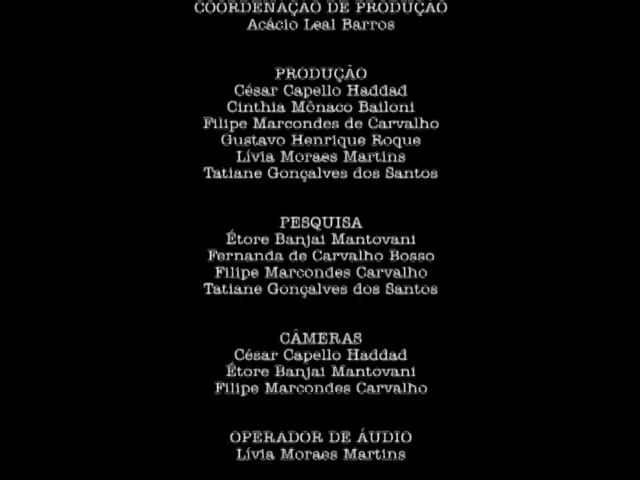 COORDENAÇÃO DE PRODUÇÃO
Acácio Leal Barros
PRODUÇÃO
César Capello Haddad
Cinthia Mônaco Bailoni
Filipe Marcondes de Carvalho
Gustavo Henrique Roque
Lívia Moraes Martins
Tatiane Gonçalves dos Santos
PESQUISA
Étore Banjai Mantovani
Fernanda de Carvalho Bosso
Filipe Marcondes Carvalho
Tatiane Gonçalves dos Santos
CÂMERAS
César Capello Haddad
Étore Banjai Mantovani
Filipe Marcondes Carvalho
OPERADOR DE ÁUDIO
Lívia Moraes Martins